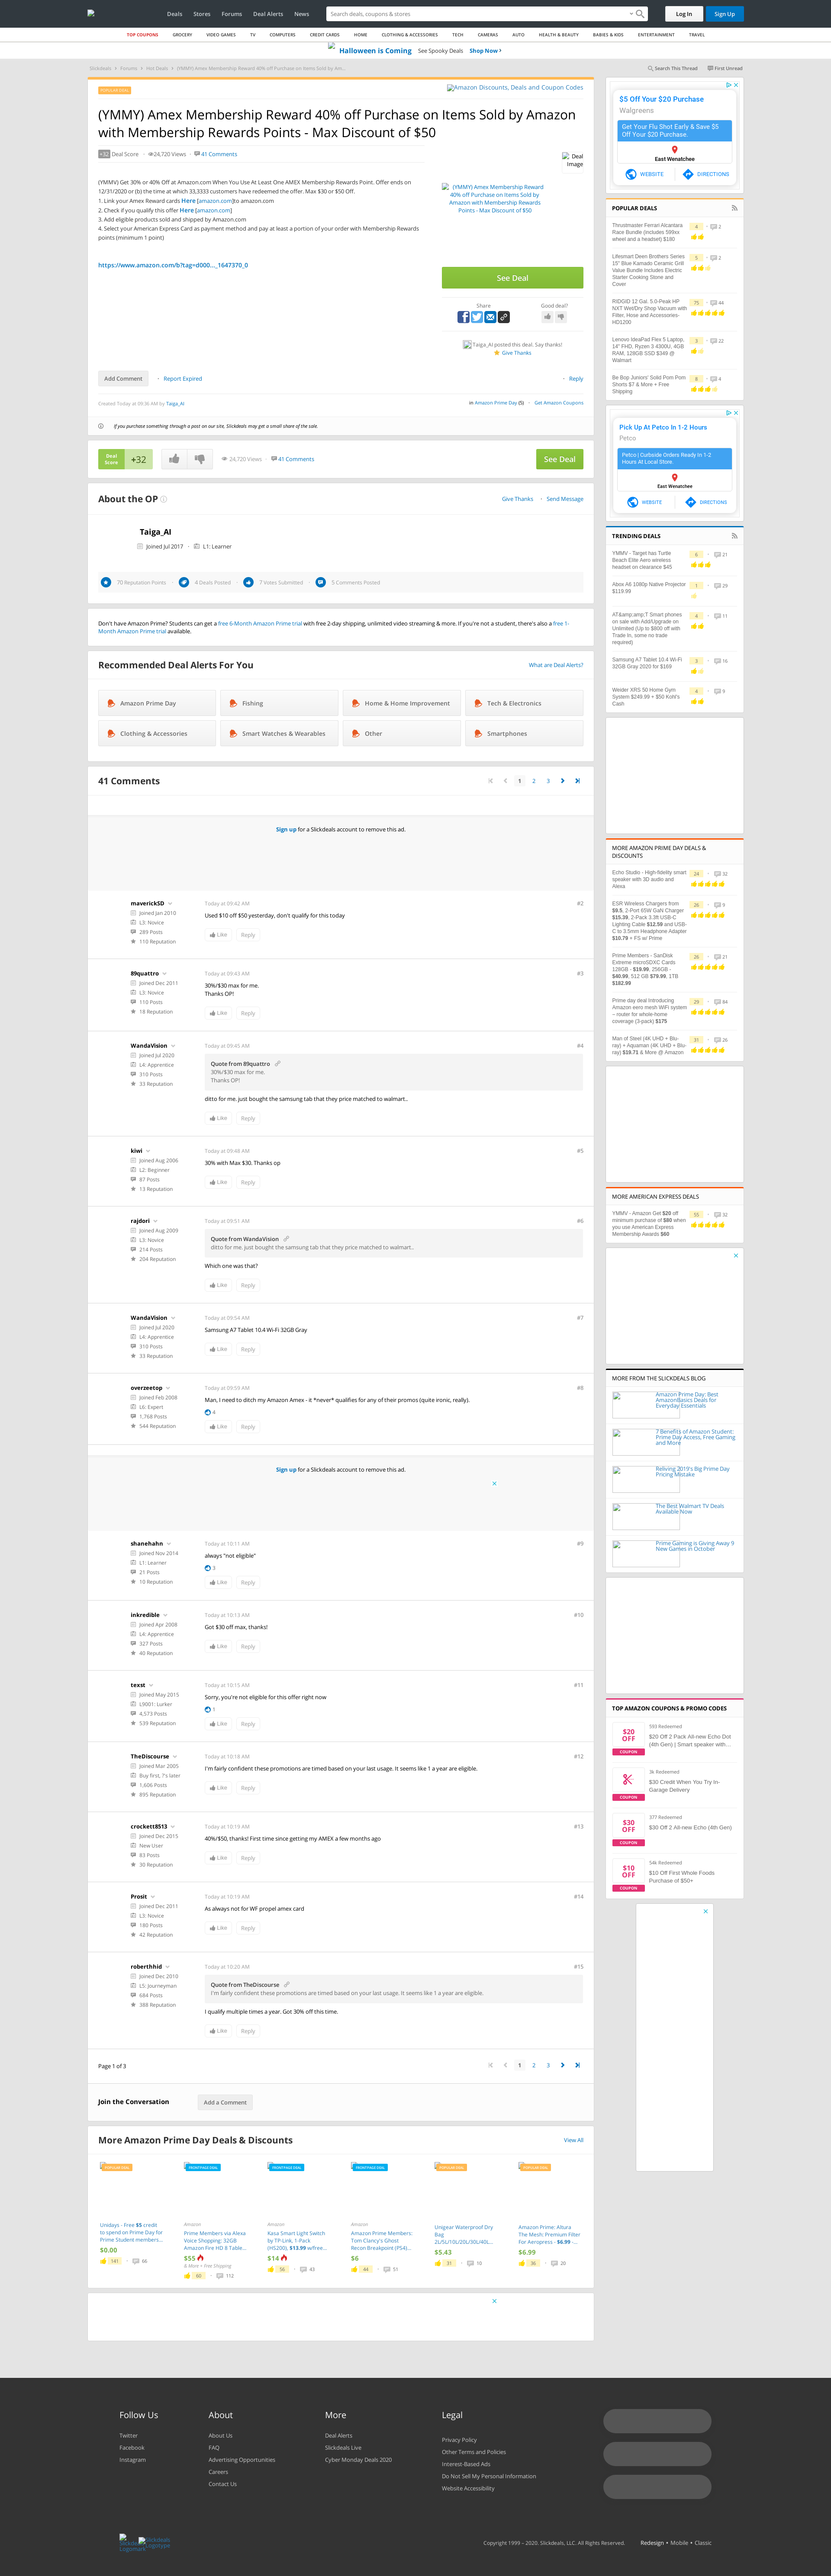 Deals
Stores
Forums
Deal Alerts
News
Search deals, coupons & stores
Log In
Sign Up
TOP COUPONS
GROCERY
VIDEO GAMES
TV
COMPUTERS
CREDIT CARDS
HOME
CLOTHING & ACCESSORIES
TECH
CAMERAS
AUTO
HEALTH & BEAUTY
BABIES & KIDS
ENTERTAINMENT
TRAVEL
Halloween is Coming See Spooky Deals Shop Now ›
Slickdeals > Forums > Hot Deals > (YMMY) Amex Membership Reward 40% off Purchase on Items Sold by Am...
Search This Thread
First Unread
POPULAR DEAL
Amazon Discounts, Deals and Coupon Codes
(YMMY) Amex Membership Reward 40% off Purchase on Items Sold by Amazon with Membership Rewards Points - Max Discount of $50
+32 Deal Score
24,720 Views
41 Comments
Deal Image
(YMMY) Get 30% or 40% Off at Amazon.com When You Use At Least One AMEX Membership Rewards Point. Offer ends on 12/31/2020 or (b) the time at which 33,3333 customers have redeemed the offer. Max $30 or $50 Off.
1. Link your Amex Reward cards Here [amazon.com]to amazon.com
2. Check if you qualify this offer Here [amazon.com]
3. Add eligible products sold and shipped by Amazon.com
4. Select your American Express Card as payment method and pay at least a portion of your order with Membership Rewards points (minimum 1 point)
https://www.amazon.com/b?tag=d000..._1647370_0
(YMMY) Amex Membership Reward 40% off Purchase on Items Sold by Amazon with Membership Rewards Points - Max Discount of $50
See Deal
Share
Good deal?
Taiga_AI posted this deal. Say thanks!
Give Thanks
Add Comment
Report Expired
Reply
Created Today at 09:36 AM by Taiga_AI
in Amazon Prime Day (5)
Get Amazon Coupons
If you purchase something through a post on our site, Slickdeals may get a small share of the sale.
Deal Score
+32
24,720 Views
41 Comments
See Deal
About the OP
Give Thanks
Send Message
Taiga_AI
Joined Jul 2017
L1: Learner
70 Reputation Points
4 Deals Posted
7 Votes Submitted
5 Comments Posted
Don't have Amazon Prime? Students can get a free 6-Month Amazon Prime trial with free 2-day shipping, unlimited video streaming & more. If you're not a student, there's also a free 1-Month Amazon Prime trial available.
Recommended Deal Alerts For You
What are Deal Alerts?
Amazon Prime Day
Fishing
Home & Home Improvement
Tech & Electronics
Clothing & Accessories
Smart Watches & Wearables
Other
Smartphones
41 Comments
1 2 3
Sign up for a Slickdeals account to remove this ad.
maverickSD
Joined Jan 2010
L3: Novice
289 Posts
110 Reputation
Today at 09:42 AM
#2
Used $10 off $50 yesterday, don't qualify for this today
Like
Reply
89quattro
Joined Dec 2011
L3: Novice
110 Posts
18 Reputation
Today at 09:43 AM
#3
30%/$30 max for me.
Thanks OP!
Like
Reply
WandaVision
Joined Jul 2020
L4: Apprentice
310 Posts
33 Reputation
Today at 09:45 AM
#4
Quote from 89quattro
30%/$30 max for me.
Thanks OP!
ditto for me. just bought the samsung tab that they price matched to walmart..
Like
Reply
kiwi
Joined Aug 2006
L2: Beginner
87 Posts
13 Reputation
Today at 09:48 AM
#5
30% with Max $30. Thanks op
Like
Reply
rajdori
Joined Aug 2009
L3: Novice
214 Posts
204 Reputation
Today at 09:51 AM
#6
Quote from WandaVision
ditto for me. just bought the samsung tab that they price matched to walmart..
Which one was that?
Like
Reply
WandaVision
Joined Jul 2020
L4: Apprentice
310 Posts
33 Reputation
Today at 09:54 AM
#7
Samsung A7 Tablet 10.4 Wi-Fi 32GB Gray
Like
Reply
overzeetop
Joined Feb 2008
L6: Expert
1,768 Posts
544 Reputation
Today at 09:59 AM
#8
Man, I need to ditch my Amazon Amex - it *never* qualifies for any of their promos (quite ironic, really).
4
Like
Reply
Sign up for a Slickdeals account to remove this ad.
shanehahn
Joined Nov 2014
L1: Learner
21 Posts
10 Reputation
Today at 10:11 AM
#9
always "not eligible"
3
Like
Reply
inkredible
Joined Apr 2008
L4: Apprentice
327 Posts
40 Reputation
Today at 10:13 AM
#10
Got $30 off max, thanks!
Like
Reply
texst
Joined May 2015
L9001: Lurker
4,573 Posts
539 Reputation
Today at 10:15 AM
#11
Sorry, you're not eligible for this offer right now
1
Like
Reply
TheDiscourse
Joined Mar 2005
Buy first, ?'s later
1,606 Posts
895 Reputation
Today at 10:18 AM
#12
I'm fairly confident these promotions are timed based on your last usage. It seems like 1 a year are eligible.
Like
Reply
crockett8513
Joined Dec 2015
New User
83 Posts
30 Reputation
Today at 10:19 AM
#13
40%/$50, thanks! First time since getting my AMEX a few months ago
Like
Reply
Prosit
Joined Dec 2011
L3: Novice
180 Posts
42 Reputation
Today at 10:19 AM
#14
As always not for WF propel amex card
Like
Reply
roberthhid
Joined Dec 2010
L5: Journeyman
684 Posts
388 Reputation
Today at 10:20 AM
#15
Quote from TheDiscourse
I'm fairly confident these promotions are timed based on your last usage. It seems like 1 a year are eligible.
I qualify multiple times a year. Got 30% off this time.
Like
Reply
Page 1 of 3
1 2 3
Join the Conversation
Add a Comment
More Amazon Prime Day Deals & Discounts
View All
POPULAR DEAL
Unidays - Free $5 credit to spend on Prime Day for Prime Student members...
$0.00
141
66
FRONTPAGE DEAL
Amazon
Prime Members via Alexa Voice Shopping: 32GB Amazon Fire HD 8 Table...
$55
& More + Free Shipping
60
112
FRONTPAGE DEAL
Amazon
Kasa Smart Light Switch by TP-Link, 1-Pack (HS200), $13.99 w/free...
$14
56
43
FRONTPAGE DEAL
Amazon
Amazon Prime Members: Tom Clancy's Ghost Recon Breakpoint (PS4)...
$6
44
51
POPULAR DEAL
Unigear Waterproof Dry Bag 2L/5L/10L/20L/30L/40L...
$5.43
31
10
POPULAR DEAL
Amazon Prime: Altura The Mesh: Premium Filter For Aeropress - $6.99 -...
$6.99
36
20
$5 Off Your $20 Purchase
Walgreens
Get Your Flu Shot Early & Save $5 Off Your $20 Purchase.
East Wenatchee
WEBSITE
DIRECTIONS
POPULAR DEALS
Thrustmaster Ferrari Alcantara Race Bundle (includes 599xx wheel and a headset) $180
4
2
Lifesmart Deen Brothers Series 15" Blue Kamado Ceramic Grill Value Bundle Includes Electric Starter Cooking Stone and Cover
5
2
RIDGID 12 Gal. 5.0-Peak HP NXT Wet/Dry Shop Vacuum with Filter, Hose and Accessories-HD1200
75
44
Lenovo IdeaPad Flex 5 Laptop, 14" FHD, Ryzen 3 4300U, 4GB RAM, 128GB SSD $349 @ Walmart
3
22
Be Bop Juniors' Solid Pom Pom Shorts $7 & More + Free Shipping
8
4
Pick Up At Petco In 1-2 Hours
Petco
Petco | Curbside Orders Ready In 1-2 Hours At Local Store.
East Wenatchee
WEBSITE
DIRECTIONS
TRENDING DEALS
YMMV - Target has Turtle Beach Elite Aero wireless headset on clearance $45
6
21
Abox A6 1080p Native Projector $119.99
1
29
AT&amp;amp;T Smart phones on sale with Add/Upgrade on Unlimited (Up to $800 off with Trade In, some no trade required)
4
11
Samsung A7 Tablet 10.4 Wi-Fi 32GB Gray 2020 for $169
3
16
Weider XRS 50 Home Gym System $249.99 + $50 Kohl's Cash
4
9
MORE AMAZON PRIME DAY DEALS & DISCOUNTS
Echo Studio - High-fidelity smart speaker with 3D audio and Alexa
24
32
ESR Wireless Chargers from $9.5, 2-Port 65W GaN Charger $15.39, 2-Pack 3.3ft USB-C Lighting Cable $12.59 and USB-C to 3.5mm Headphone Adapter $10.79 + FS w/ Prime
26
9
Prime Members - SanDisk Extreme microSDXC Cards 128GB - $19.99, 256GB - $40.99, 512 GB $79.99, 1TB $182.99
26
21
Prime day deal Introducing Amazon eero mesh WiFi system – router for whole-home coverage (3-pack) $175
29
84
Man of Steel (4K UHD + Blu-ray) + Aquaman (4K UHD + Blu-ray) $19.71 & More @ Amazon
31
26
MORE AMERICAN EXPRESS DEALS
YMMV - Amazon Get $20 off minimum purchase of $80 when you use American Express Membership Awards $60
55
32
MORE FROM THE SLICKDEALS BLOG
Amazon Prime Day: Best AmazonBasics Deals for Everyday Essentials
7 Benefits of Amazon Student: Prime Day Access, Free Gaming and More
Reliving 2019's Big Prime Day Pricing Mistake
The Best Walmart TV Deals Available Now
Prime Gaming is Giving Away 9 New Games in October
TOP AMAZON COUPONS & PROMO CODES
$20 OFF
COUPON
593 Redeemed
$20 Off 2 Pack All-new Echo Dot (4th Gen) | Smart speaker with...
COUPON
3k Redeemed
$30 Credit When You Try In-Garage Delivery
$30 OFF
COUPON
377 Redeemed
$30 Off 2 All-new Echo (4th Gen)
$10 OFF
COUPON
54k Redeemed
$10 Off First Whole Foods Purchase of $50+
Follow Us
Twitter
Facebook
Instagram
About
About Us
FAQ
Advertising Opportunities
Careers
Contact Us
More
Deal Alerts
Slickdeals Live
Cyber Monday Deals 2020
Legal
Privacy Policy
Other Terms and Policies
Interest-Based Ads
Do Not Sell My Personal Information
Website Accessibility
Slickdeals Logomark
Slickdeals Logotype
Copyright 1999 – 2020. Slickdeals, LLC. All Rights Reserved.
Redesign • Mobile • Classic